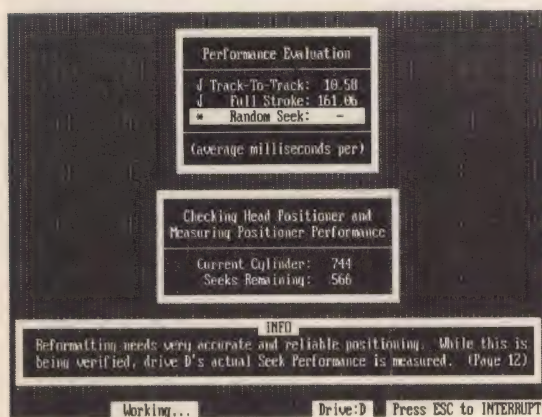 Performance Evaluation
√ Track-To-Track: 10.58
√ Full Stroke: 161.06
* Random Seek: -
(average milliseconds per)
Checking Head Positioner and
Measuring Positioner Performance
Current Cylinder: 744
Seeks Remaining: 566
INFO
Reformatting needs very accurate and reliable positioning. While this is
being verified, drive D's actual Seek Performance is measured. (Page 12)
Working... Drive:D Press ESC to INTERRUPT